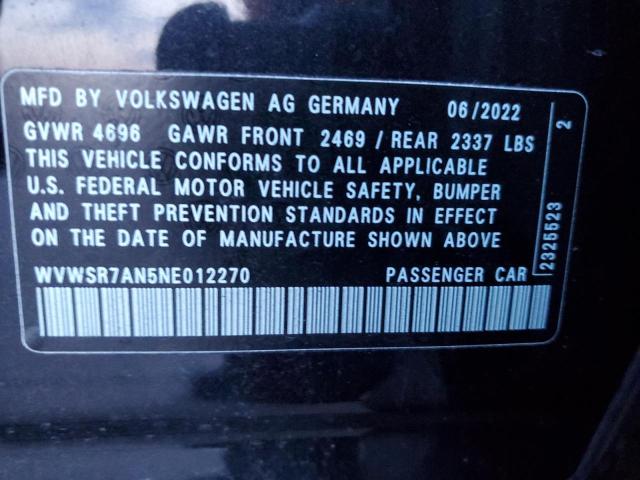 MFD BY VOLKSWAGEN AG GERMANY 06/2022
GVWR 4696 GAWR FRONT 2469 / REAR 2337 LBS
THIS VEHICLE CONFORMS TO ALL APPLICABLE
U.S. FEDERAL MOTOR VEHICLE SAFETY, BUMPER
AND THEFT PREVENTION STANDARDS IN EFFECT
ON THE DATE OF MANUFACTURE SHOWN ABOVE
WVWSR7AN5NE012270 PASSENGER CAR
2325523 2